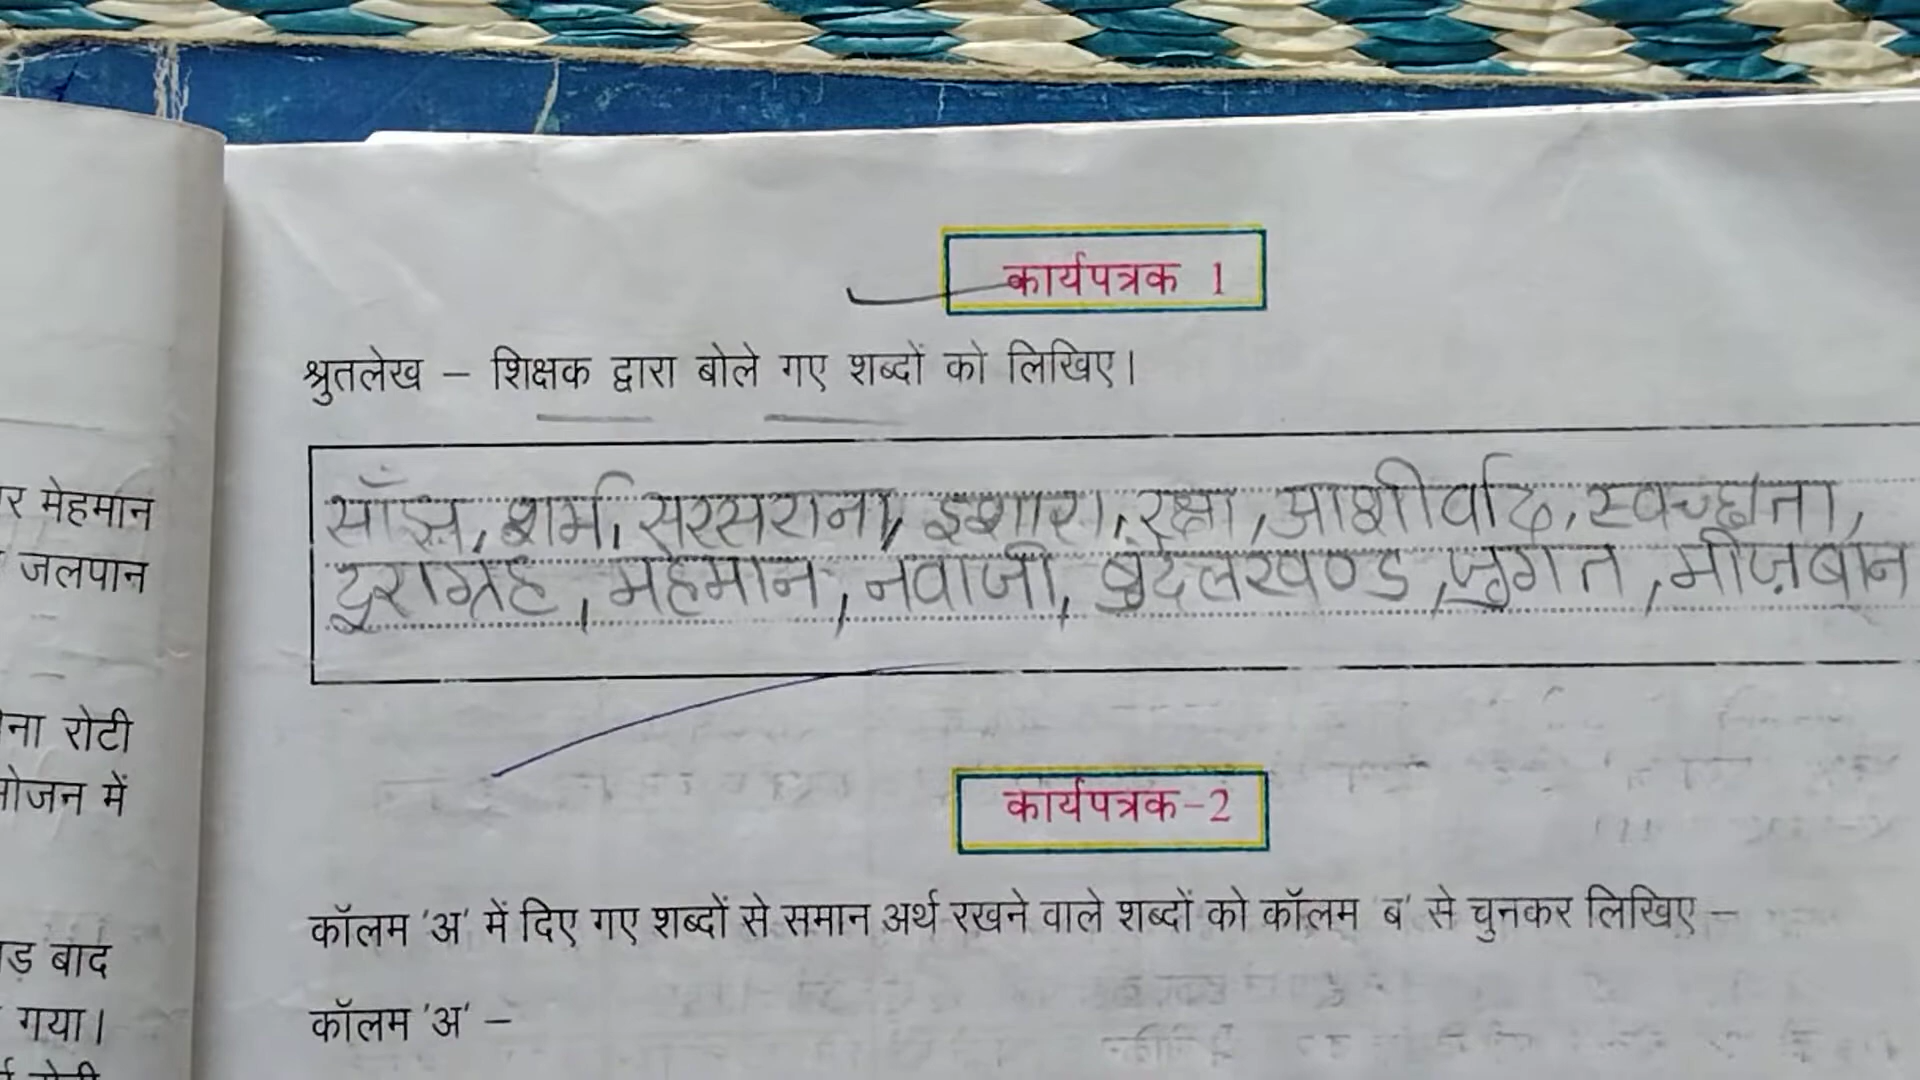 कार्यपत्रक 1
श्रुतलेख – शिक्षक द्वारा बोले गए शब्दों को लिखिए।
साँझ, शर्म, सरसराना, इशारा, रक्षा, आशीर्वाद, स्वच्छता,
दुराग्रह, मेहमान, नवाजी, बुंदेलखण्ड, जुगत, मीज़बान
कार्यपत्रक-2
कॉलम 'अ' में दिए गए शब्दों से समान अर्थ रखने वाले शब्दों को कॉलम 'ब' से चुनकर लिखिए –
कॉलम 'अ' –
र मेहमान
जलपान
ना रोटी
भोजन में
ड़ बाद
गया।